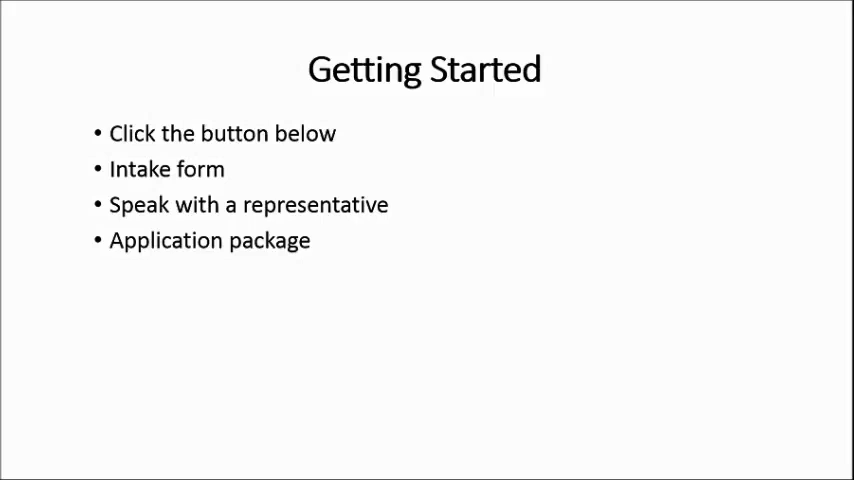 Getting Started
• Click the button below
• Intake form
• Speak with a representative
• Application package